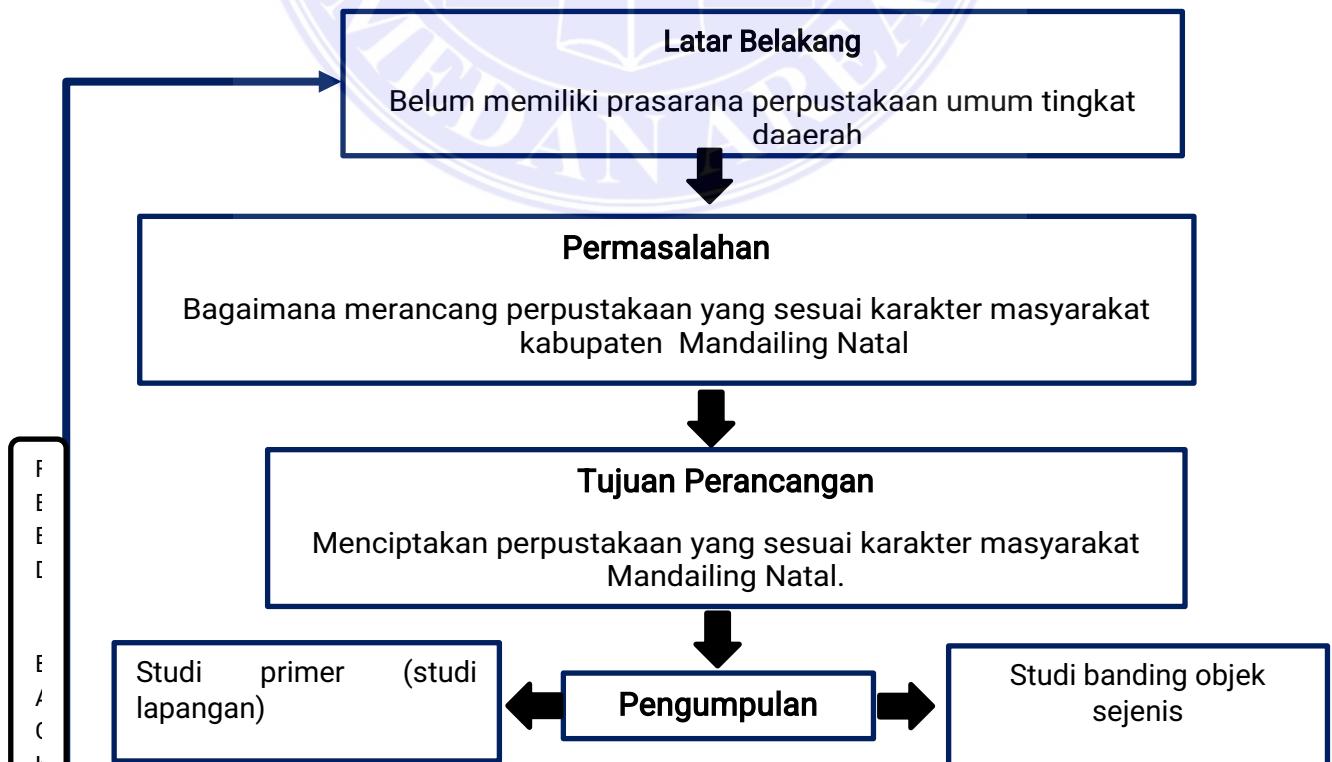 MEDAN AREA
Latar Belakang
Belum memiliki prasarana perpustakaan umum tingkat
daaerah
Permasalahan
Bagaimana merancang perpustakaan yang sesuai karakter masyarakat
kabupaten Mandailing Natal
Tujuan Perancangan
Menciptakan perpustakaan yang sesuai karakter masyarakat
Mandailing Natal.
Studi primer (studi
lapangan)
Pengumpulan
Studi banding objek
sejenis